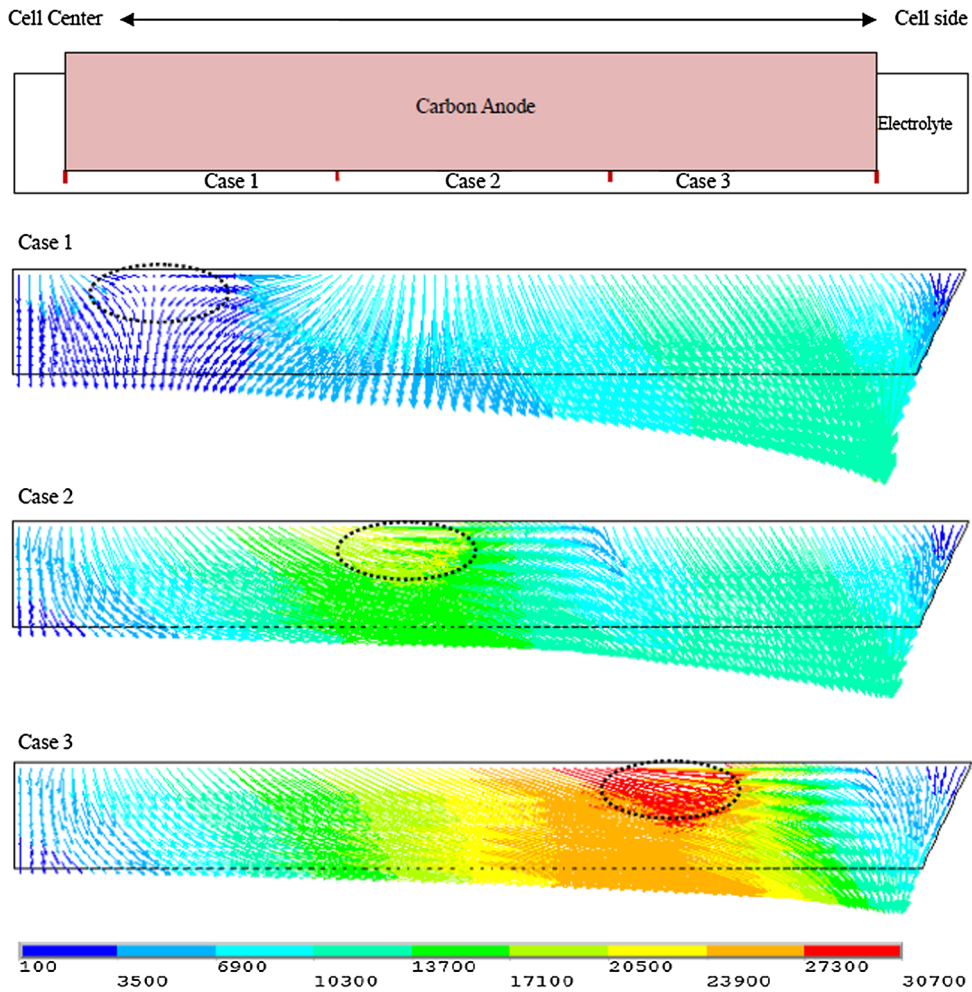 Cell Center Cell side
Carbon Anode
Electrolyte
Case 1 Case 2 Case 3
Case 1
Case 2
Case 3
100 6900 13700 20500 27300
3500 10300 17100 23900 30700